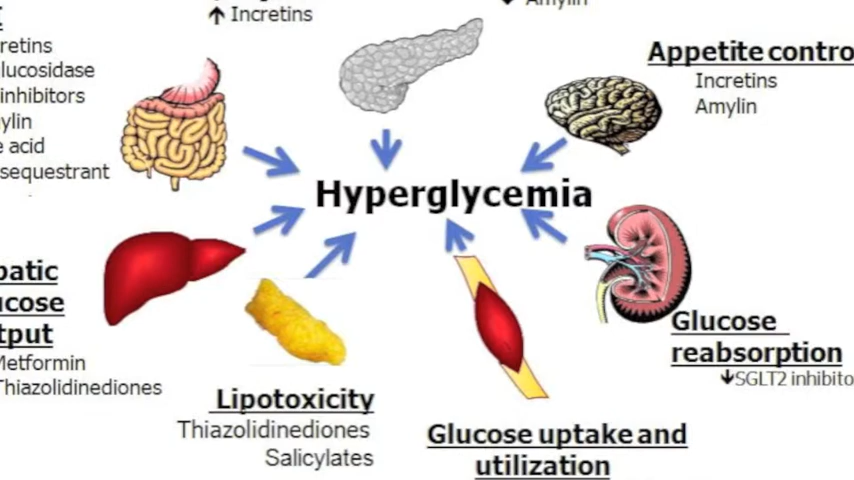 ↑ Incretins
Amylin
Appetite contro
Incretins
Amylin
retins
lucosidase
inhibitors
ylin
e acid
sequestrant
Hyperglycemia
patic
ucose
tput
Metformin
Thiazolidinediones
Glucose
reabsorption
↓SGLT2 inhibito
Lipotoxicity
Thiazolidinediones
Salicylates
Glucose uptake and
utilization